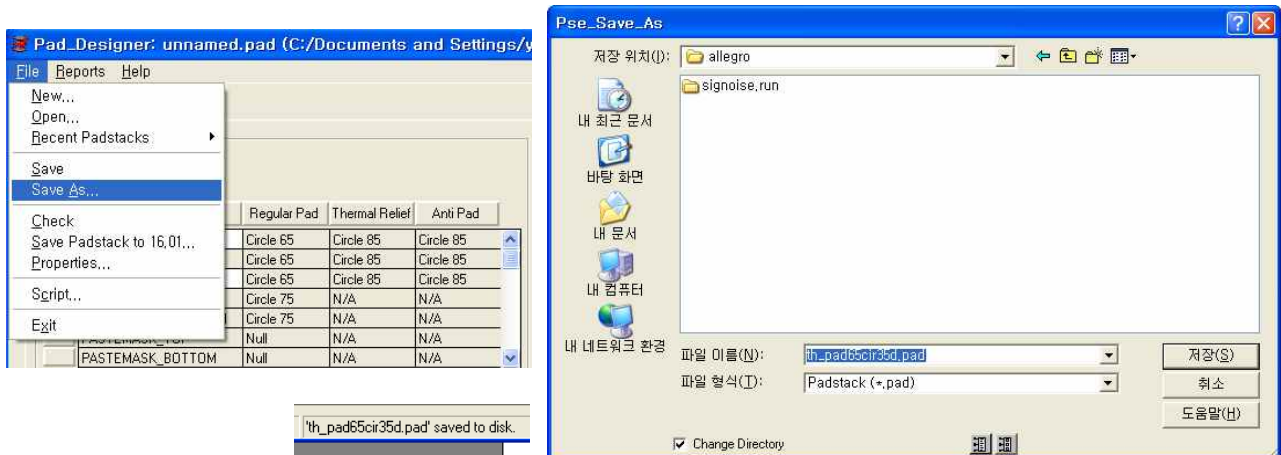 Pad_Designer: unnamed.pad (C:/Documents and Settings/y
File Reports Help
New...
Open...
Recent Padstacks
Save
Save As...
Check
Save Padstack to 16,01...
Properties...
Script...
Exit
Regular Pad Thermal Relief Anti Pad
Circle 65 Circle 85 Circle 85
Circle 65 Circle 85 Circle 85
Circle 65 Circle 85 Circle 85
Circle 75 N/A N/A
Circle 75 N/A N/A
PASTEMASK_TOP Null N/A N/A
PASTEMASK_BOTTOM Null N/A N/A
'th_pad65cir35d.pad' saved to disk.
Pse_Save_As
저장 위치(I): allegro
signoise,run
내 최근 문서
바탕 화면
내 문서
내 컴퓨터
내 네트워크 환경
파일 이름(N): th_pad65cir35d,pad 저장(S)
파일 형식(T): Padstack (*,pad) 취소
도움말(H)
Change Directory